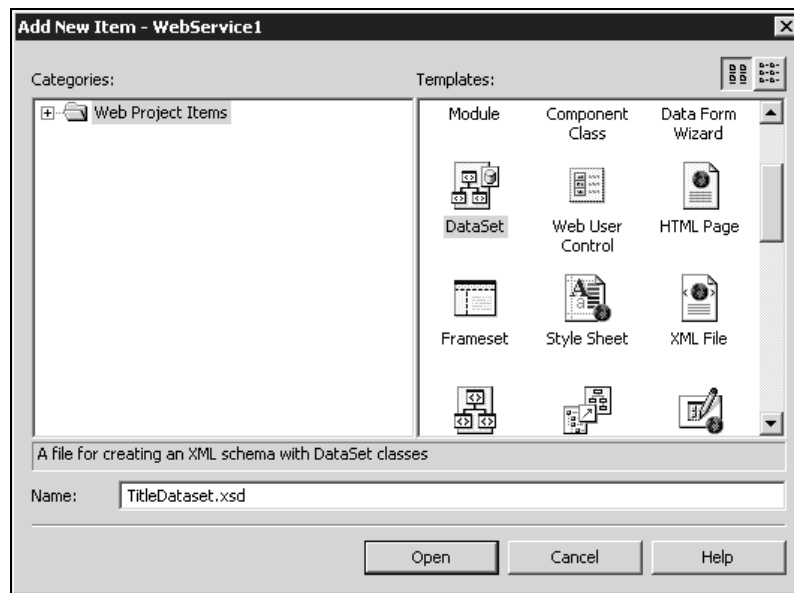 Add New Item - WebService1
Categories:
Templates:
Web Project Items
Module
Component
Class
Data Form
Wizard
DataSet
Web User
Control
HTML Page
Frameset
Style Sheet
XML File
A file for creating an XML schema with DataSet classes
Name:
TitleDataset.xsd
Open
Cancel
Help